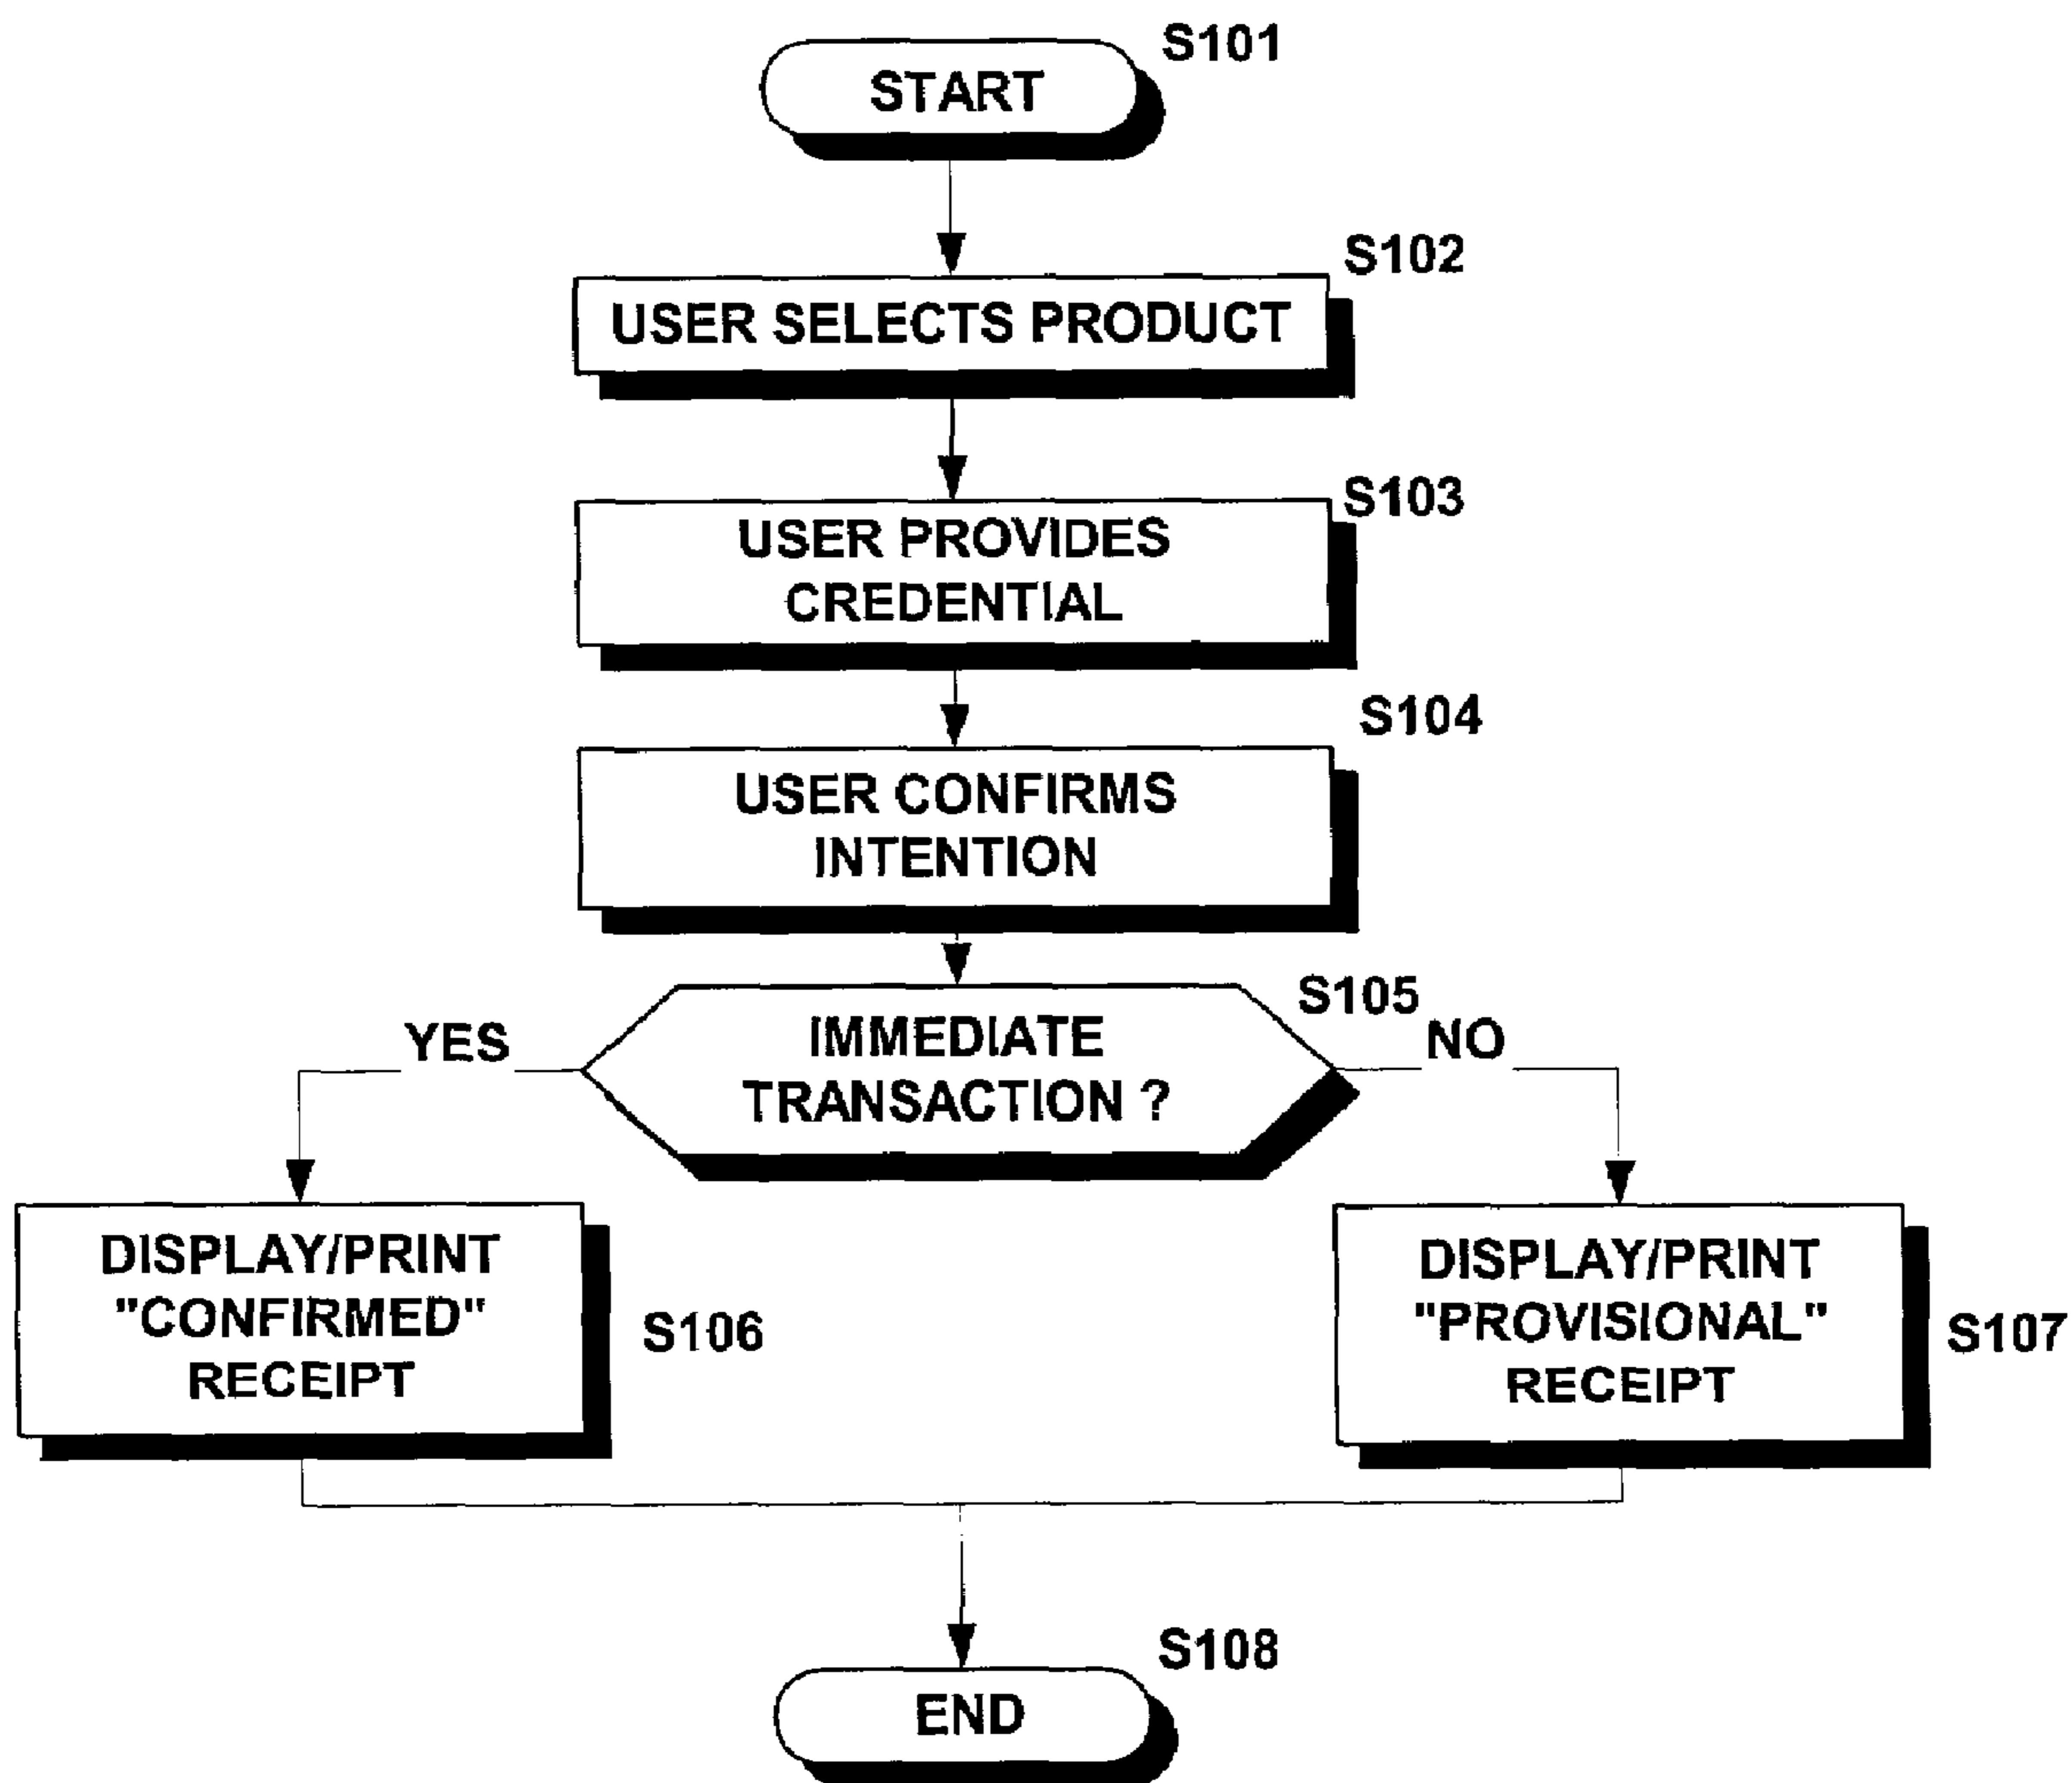 S101
START
S102
USER SELECTS PRODUCT
S103
USER PROVIDES
CREDENTIAL
S104
USER CONFIRMS
INTENTION
S105
YES
IMMEDIATE
TRANSACTION ?
NO
DISPLAY/PRINT
"CONFIRMED"
RECEIPT
S106
DISPLAY/PRINT
"PROVISIONAL"
RECEIPT
S107
S108
END